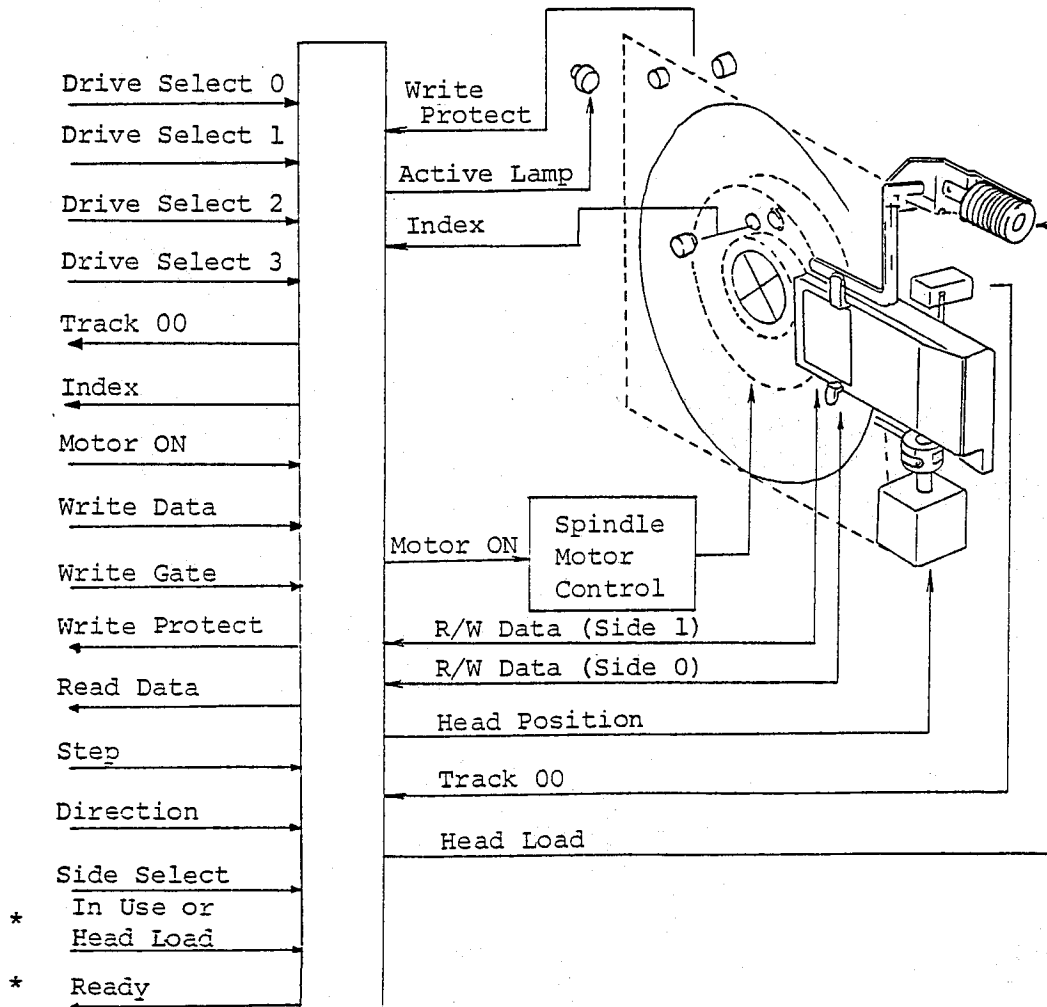 Drive Select 0
Drive Select 1
Drive Select 2
Drive Select 3
Track 00
Index
Motor ON
Write Data
Write Gate
Write Protect
Read Data
Step
Direction
Side Select
* In Use or
Head Load
* Ready
Write
Protect
Active Lamp
Index
Motor ON
Spindle
Motor
Control
R/W Data (Side 1)
R/W Data (Side 0)
Head Position
Track 00
Head Load